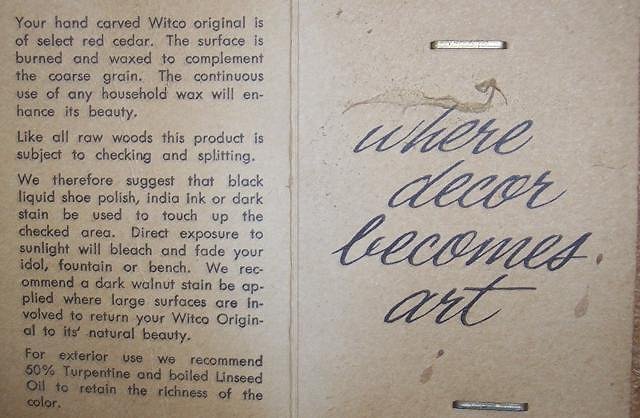 Your hand carved Witco original is
of select red cedar. The surface is
burned and waxed to complement
the coarse grain. The continuous
use of any household wax will en-
hance its beauty.
Like all raw woods this product is
subject to checking and splitting.
We therefore suggest that black
liquid shoe polish, india ink or dark
stain be used to touch up the
checked area. Direct exposure to
sunlight will bleach and fade your
idol, fountain or bench. We rec-
ommend a dark walnut stain be ap-
plied where large surfaces are in-
volved to return your Witco Origin-
al to its' natural beauty.
For exterior use we recommend
50% Turpentine and boiled Linseed
Oil to retain the richness of the
color.
where
decor
becomes
art